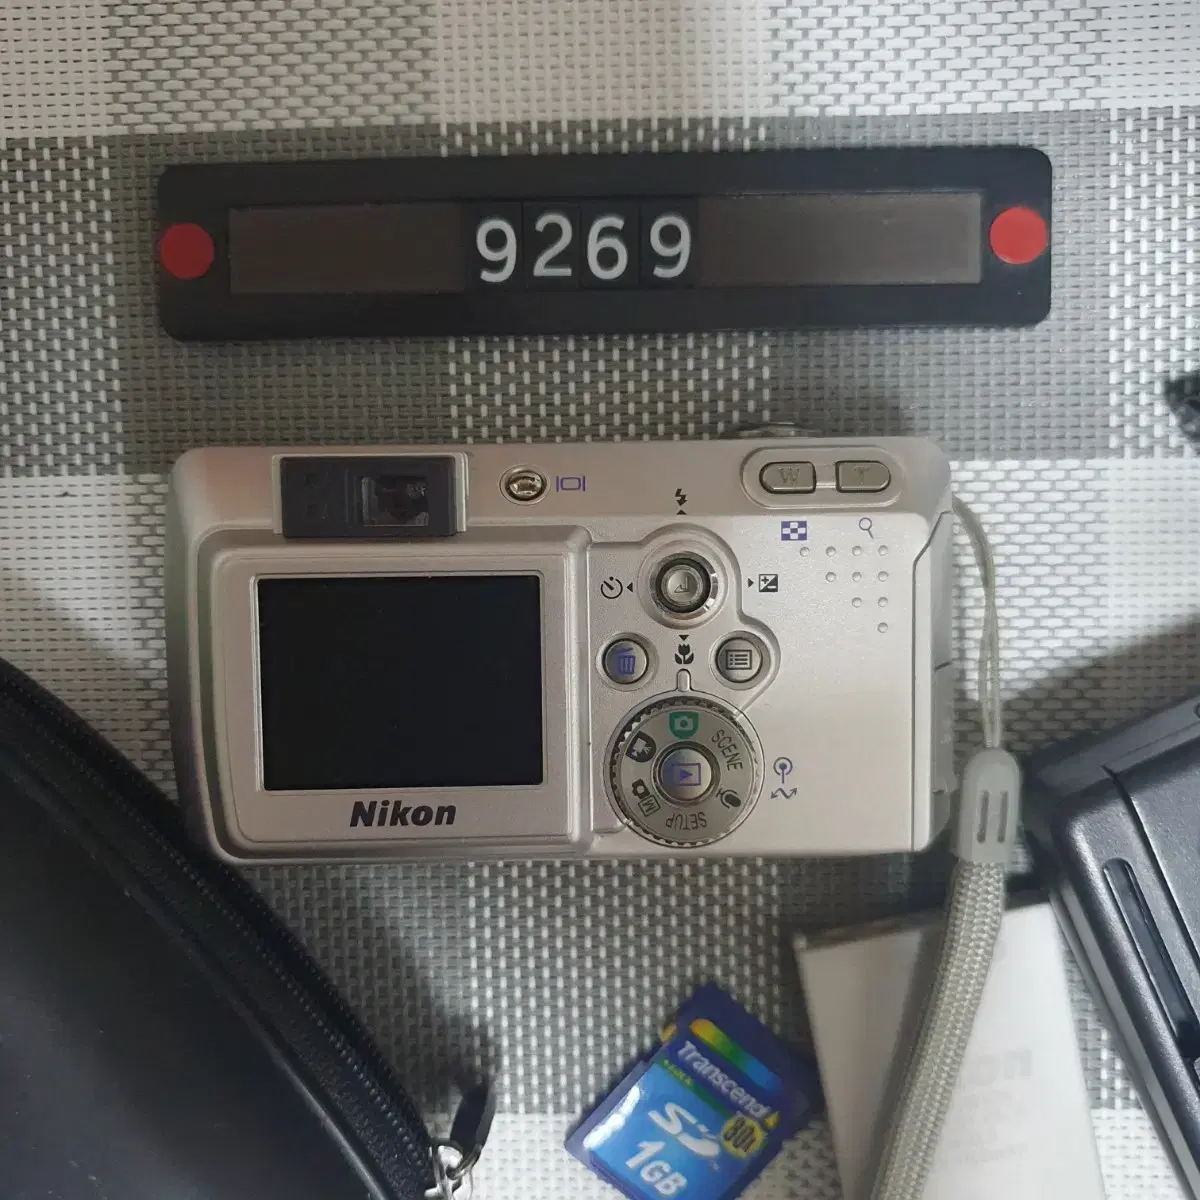 9269
W T
SCENE
SETUP
M
Nikon
Transcend
80x
SD
1GB